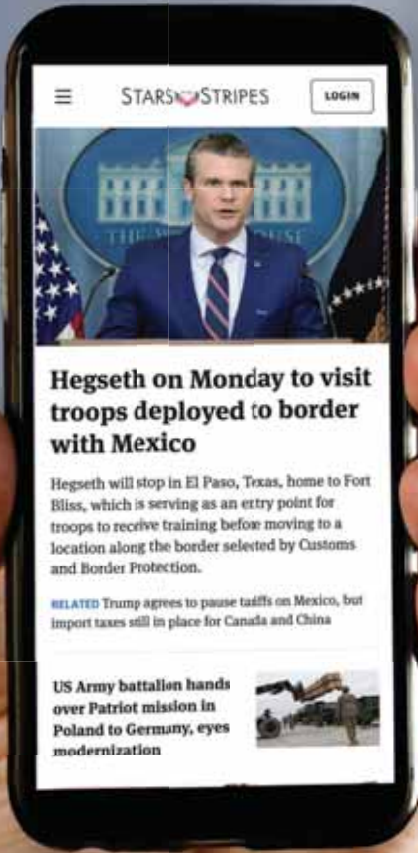 STARS STRIPES
LOGIN
THE WHITE HOUSE
Hegseth on Monday to visit
troops deployed to border
with Mexico
Hegseth will stop in El Paso, Texas, home to Fort
Bliss, which is serving as an entry point for
troops to receive training before moving to a
location along the border selected by Customs
and Border Protection.
RELATED Trump agrees to pause tariffs on Mexico, but
import taxes still in place for Canada and China
US Army battalion hands
over Patriot mission in
Poland to Germany, eyes
modernization